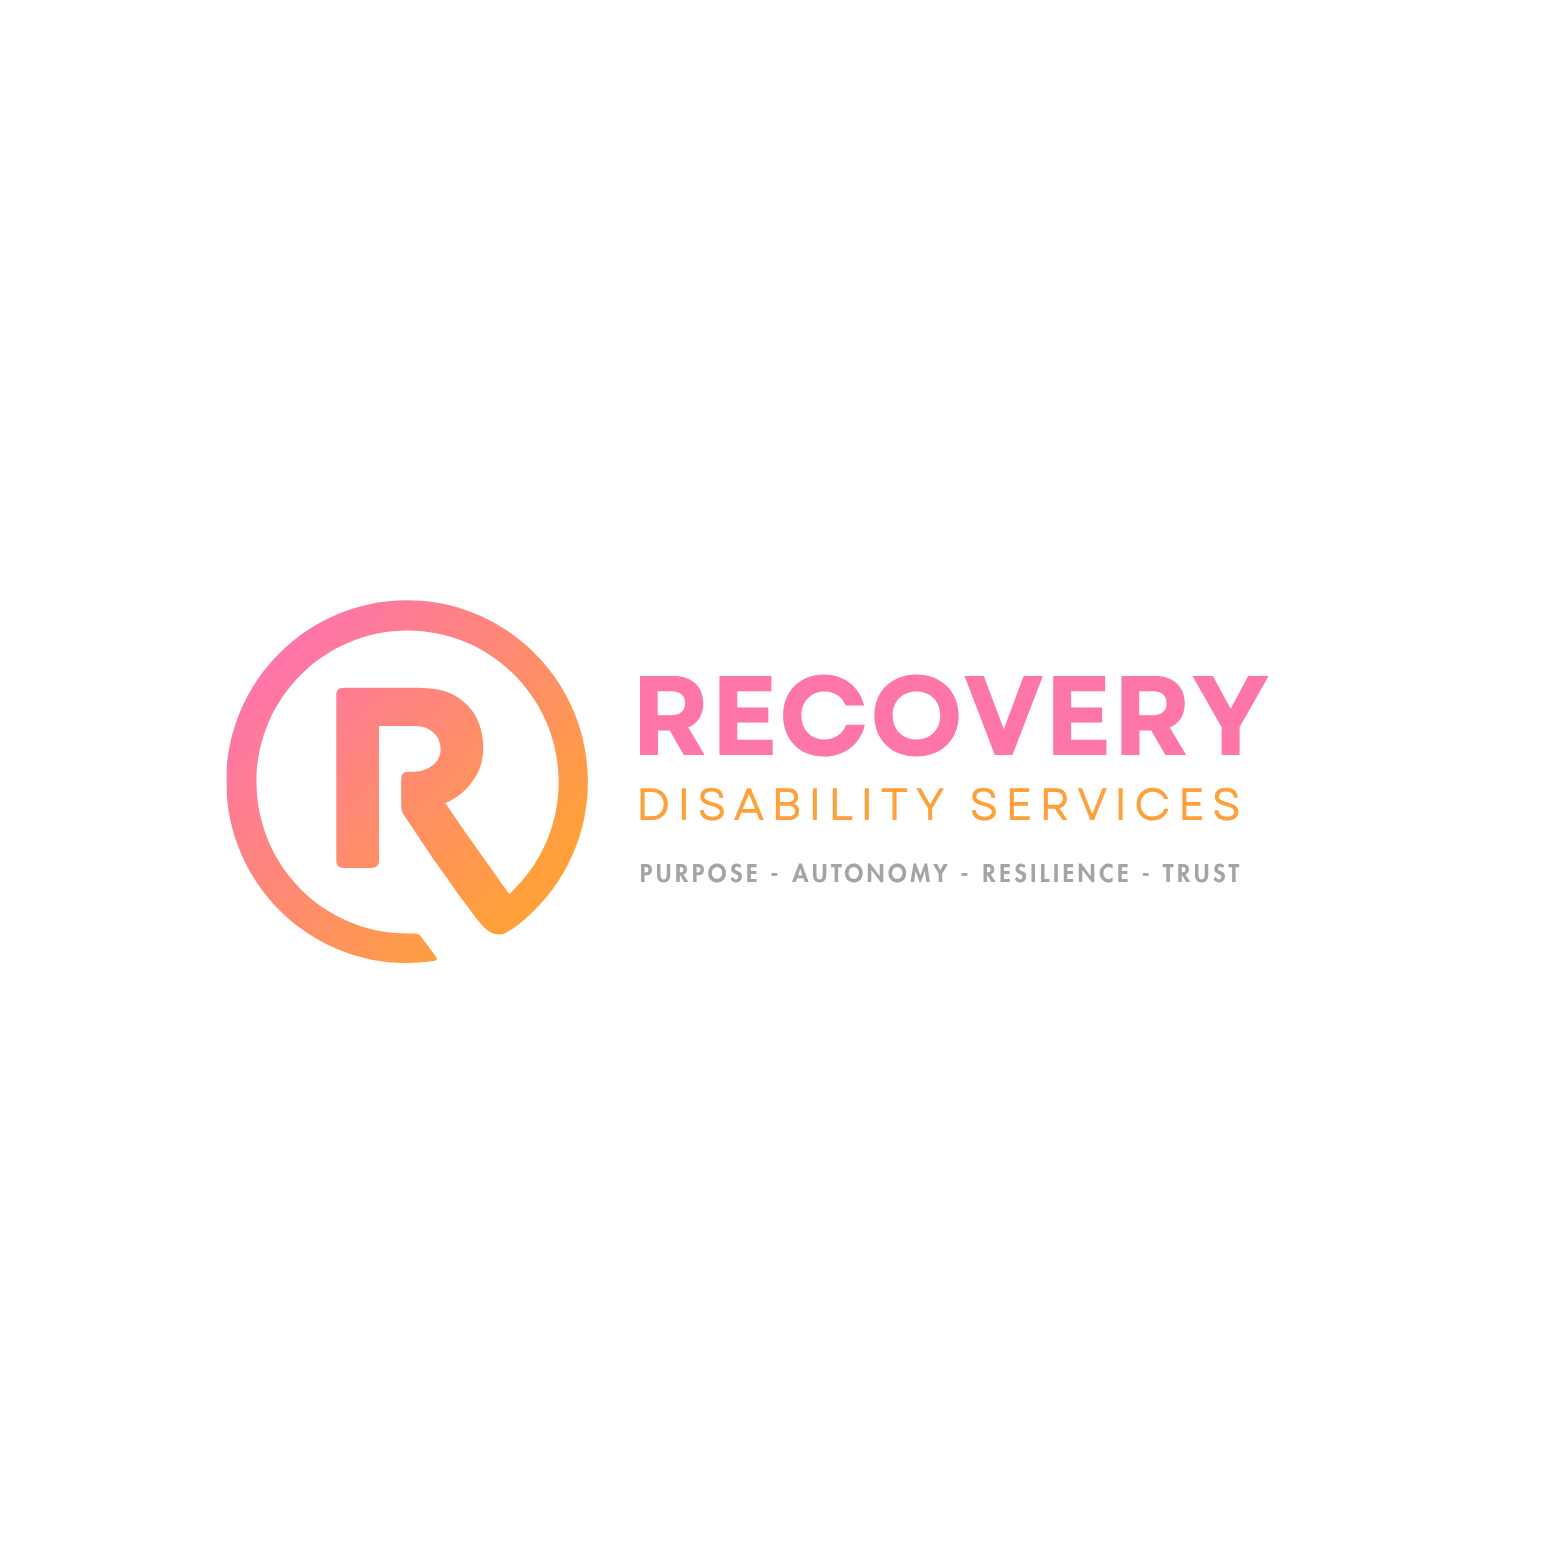 R
RECOVERY
DISABILITY SERVICES
PURPOSE - AUTONOMY - RESILIENCE - TRUST